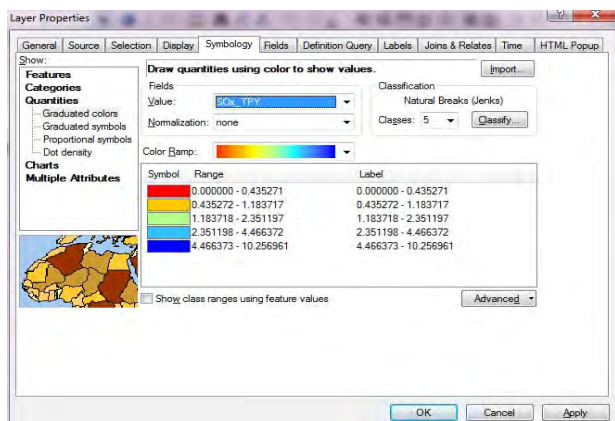 Layer Properties
General Source Selection Display Symbology Fields Definition Query Labels Joins & Relates Time HTML Popup
Show:
Features
Categories
Quantities
Graduated colors
Graduated symbols
Proportional symbols
Dot density
Charts
Multiple Attributes
Draw quantities using color to show values.
Import...
Fields
Value: SOx_TPY
Normalization: none
Classification
Natural Breaks (Jenks)
Classes: 5 Classify...
Color Ramp:
Symbol Range Label
0.000000 - 0.435271 0.000000 - 0.435271
0.435272 - 1.183717 0.435272 - 1.183717
1.183718 - 2.351197 1.183718 - 2.351197
2.351198 - 4.466372 2.351198 - 4.466372
4.466373 - 10.256961 4.466373 - 10.256961
Show class ranges using feature values
Advanced
OK Cancel Apply